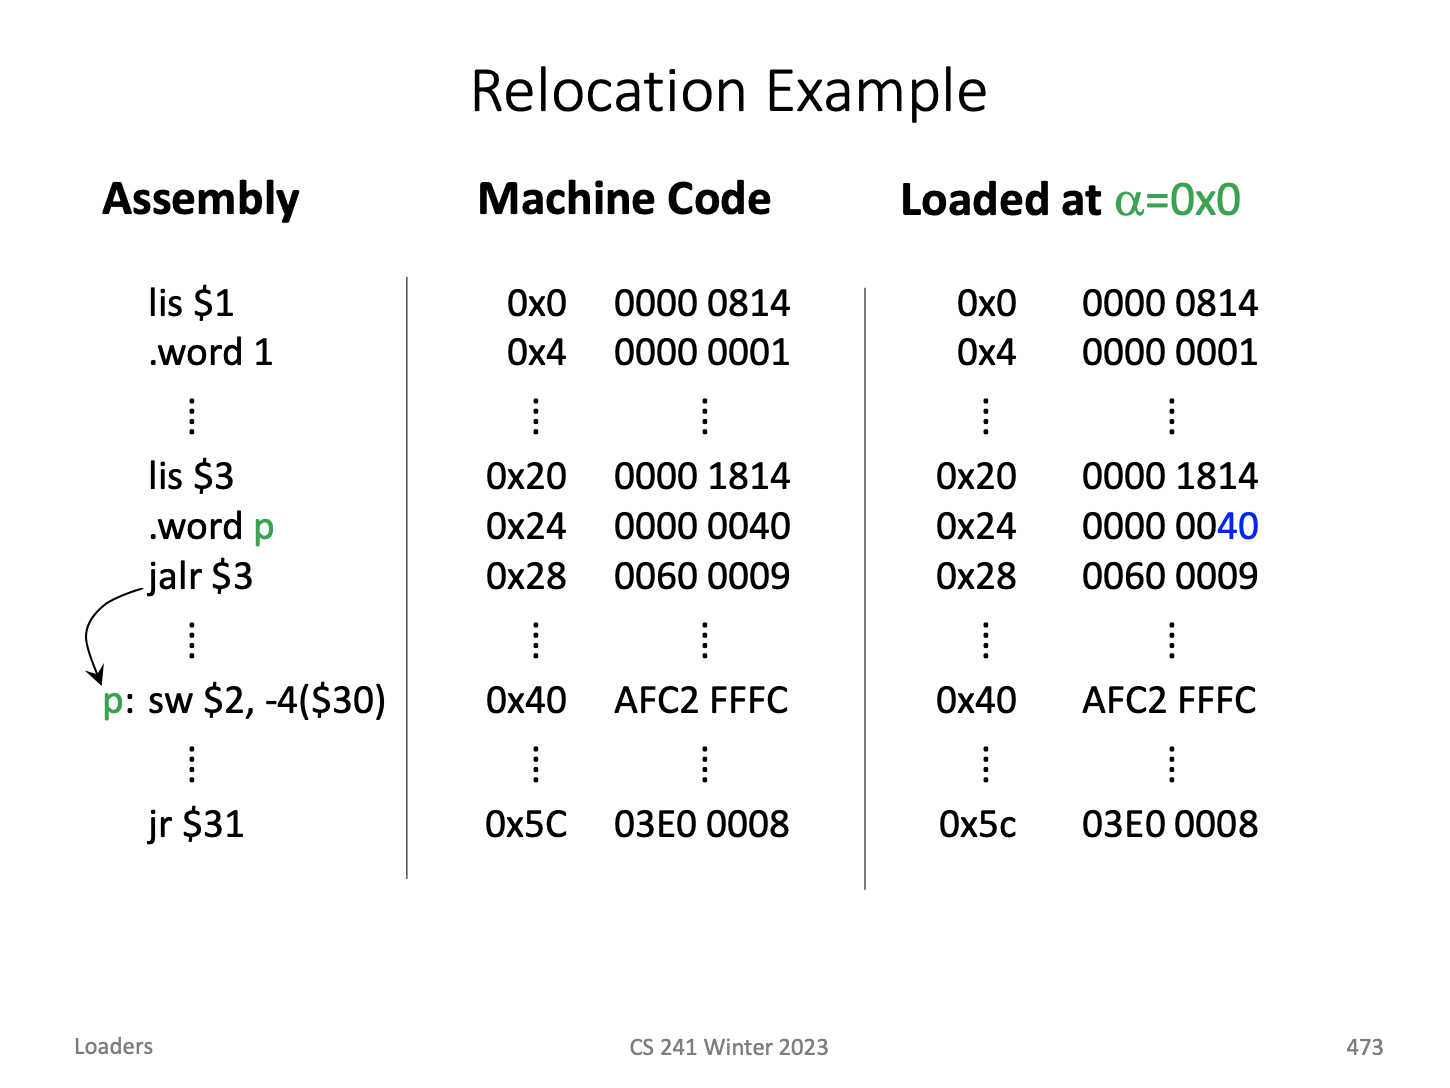 Relocation Example
Assembly Machine Code Loaded at α=0x0
lis $1 0x0 0000 0814 0x0 0000 0814
.word 1 0x4 0000 0001 0x4 0000 0001
⋮ ⋮ ⋮ ⋮ ⋮
lis $3 0x20 0000 1814 0x20 0000 1814
.word p 0x24 0000 0040 0x24 0000 0040
jalr $3 0x28 0060 0009 0x28 0060 0009
⋮ ⋮ ⋮ ⋮ ⋮
p: sw $2, -4($30) 0x40 AFC2 FFFC 0x40 AFC2 FFFC
⋮ ⋮ ⋮ ⋮ ⋮
jr $31 0x5C 03E0 0008 0x5c 03E0 0008
Loaders CS 241 Winter 2023 473